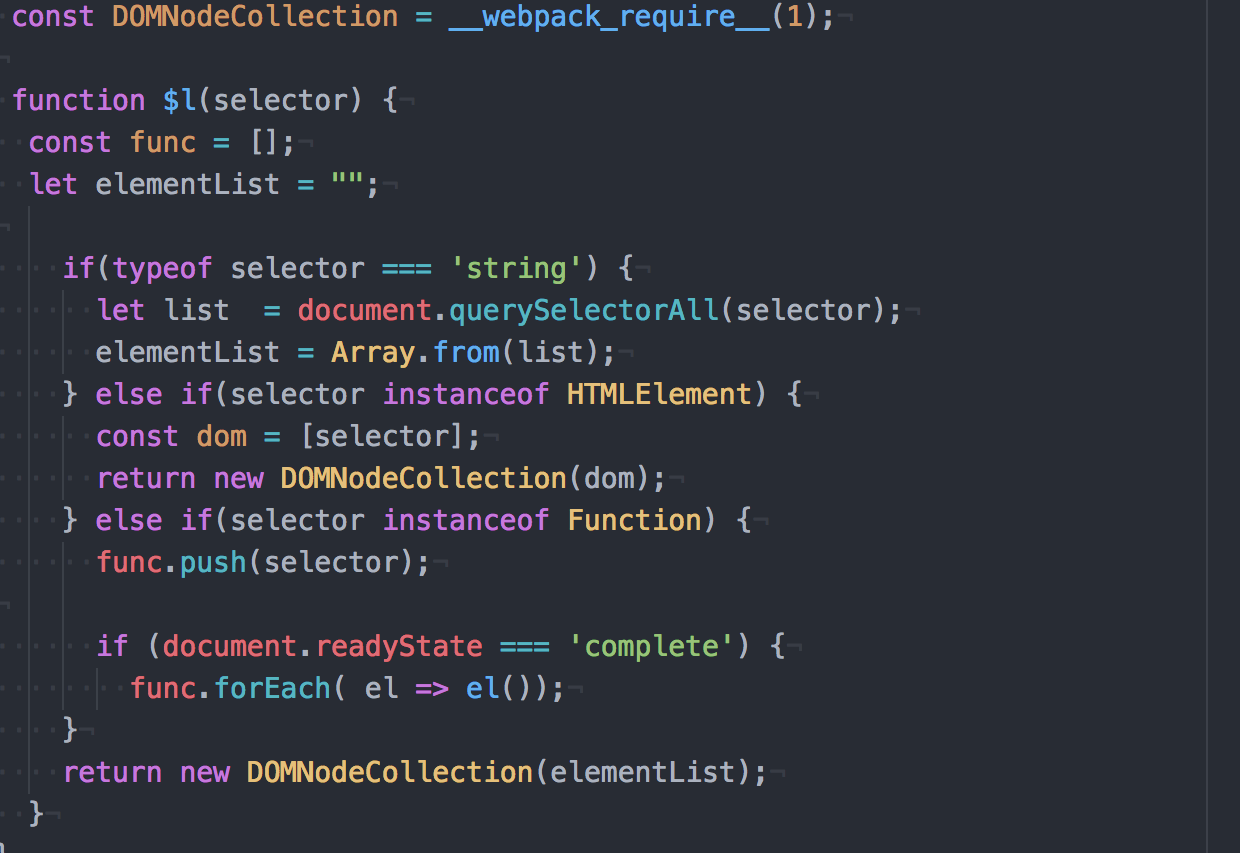 const DOMNodeCollection = __webpack_require__(1);
function $l(selector) {
const func = [];
let elementList = "";
if(typeof selector === 'string') {
let list  = document.querySelectorAll(selector);
elementList = Array.from(list);
} else if(selector instanceof HTMLElement) {
const dom = [selector];
return new DOMNodeCollection(dom);
} else if(selector instanceof Function) {
func.push(selector);
if (document.readyState === 'complete') {
func.forEach( el => el());
}
return new DOMNodeCollection(elementList);
}